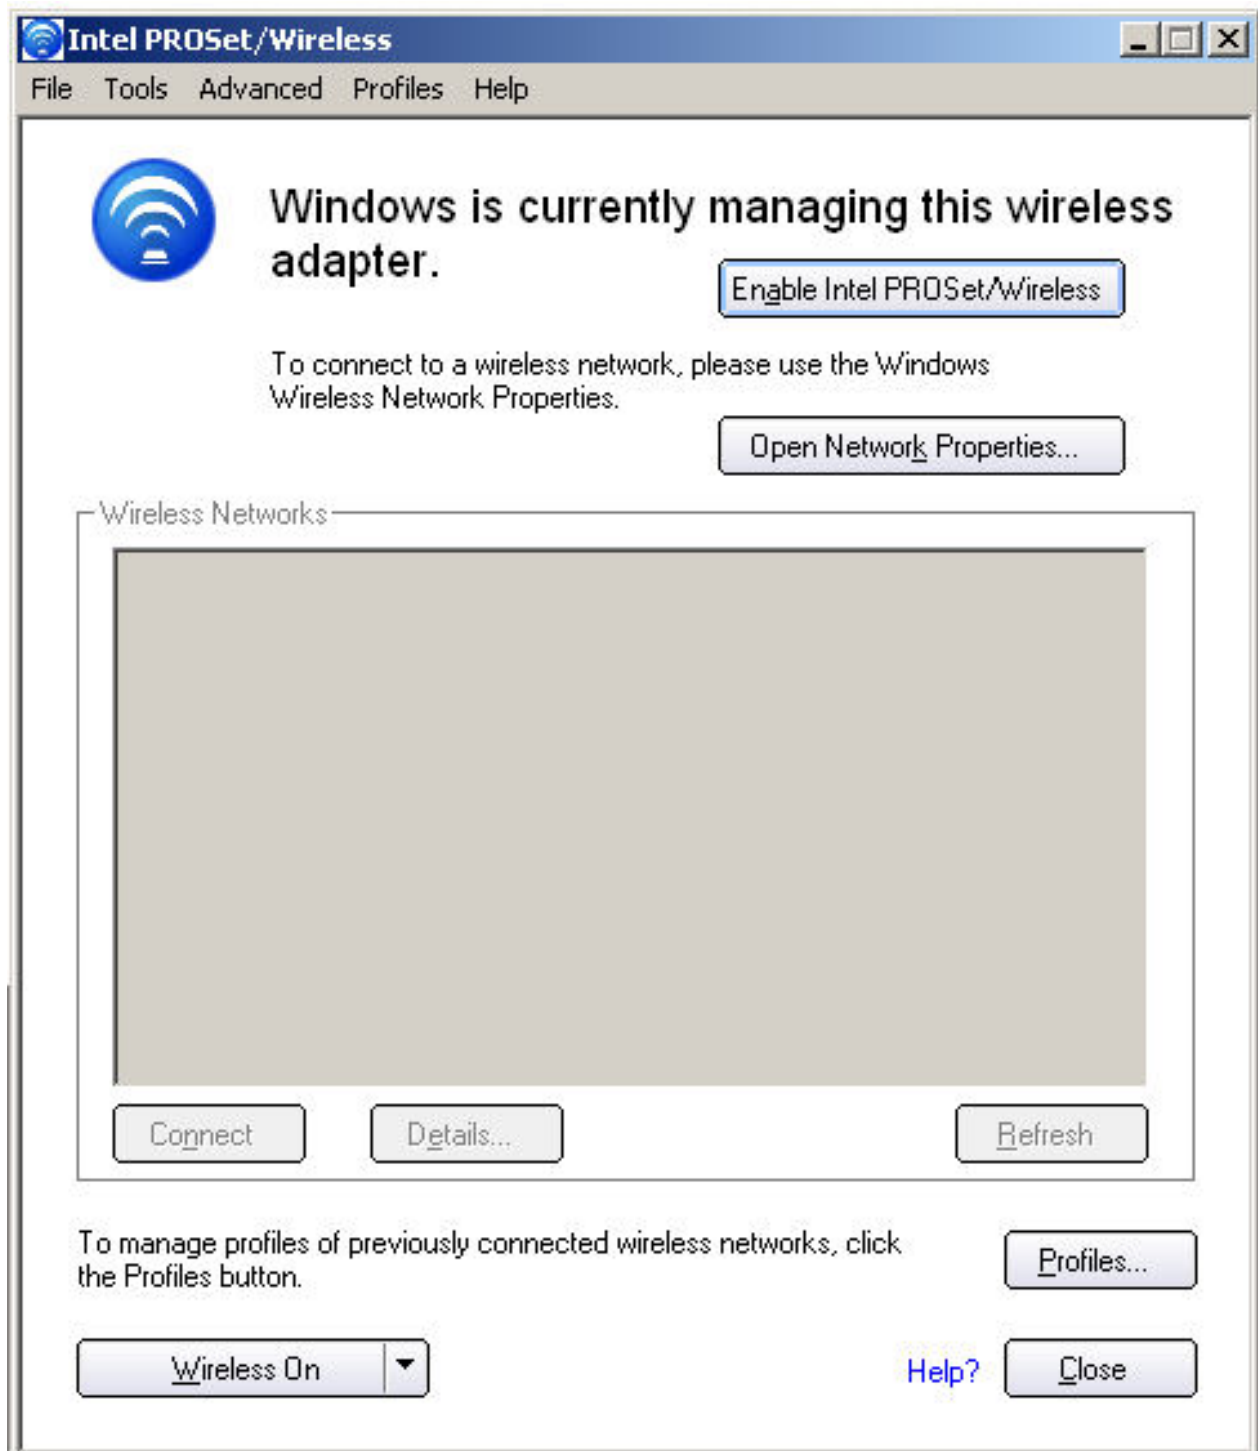 Intel PROSet/Wireless
File Tools Advanced Profiles Help
Windows is currently managing this wireless
adapter.
Enable Intel PROSet/Wireless
To connect to a wireless network, please use the Windows
Wireless Network Properties.
Open Network Properties...
Wireless Networks
Connect Details... Refresh
To manage profiles of previously connected wireless networks, click
the Profiles button.
Profiles...
Wireless On Help? Close